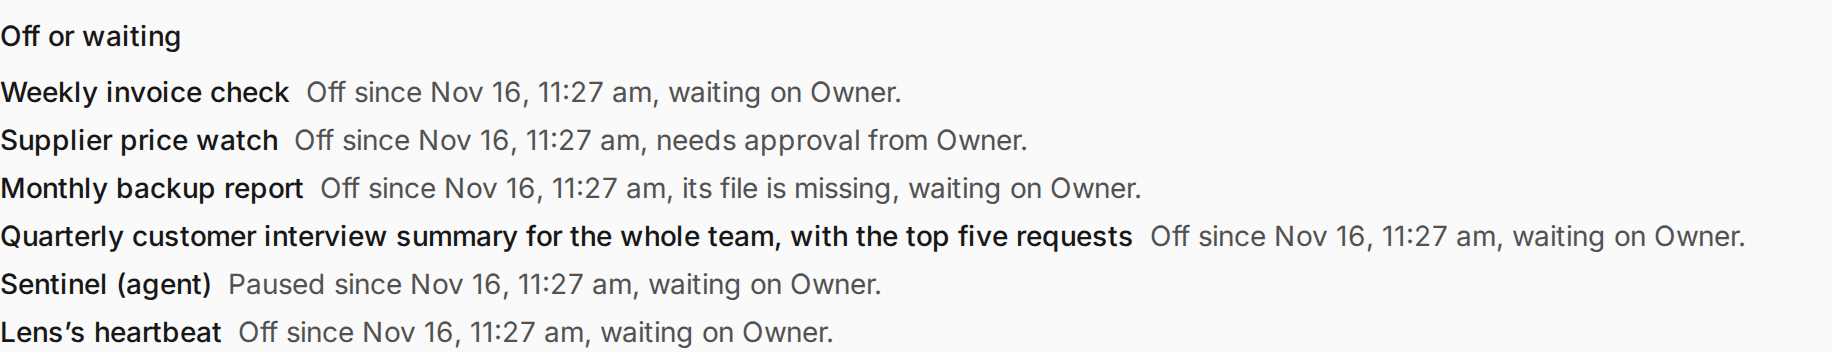 Off or waiting
Weekly invoice check Off since Nov 16, 11:27 am, waiting on Owner.
Supplier price watch Off since Nov 16, 11:27 am, needs approval from Owner.
Monthly backup report Off since Nov 16, 11:27 am, its file is missing, waiting on Owner.
Quarterly customer interview summary for the whole team, with the top five requests Off since Nov 16, 11:27 am, waiting on Owner.
Sentinel (agent) Paused since Nov 16, 11:27 am, waiting on Owner.
Lens’s heartbeat Off since Nov 16, 11:27 am, waiting on Owner.